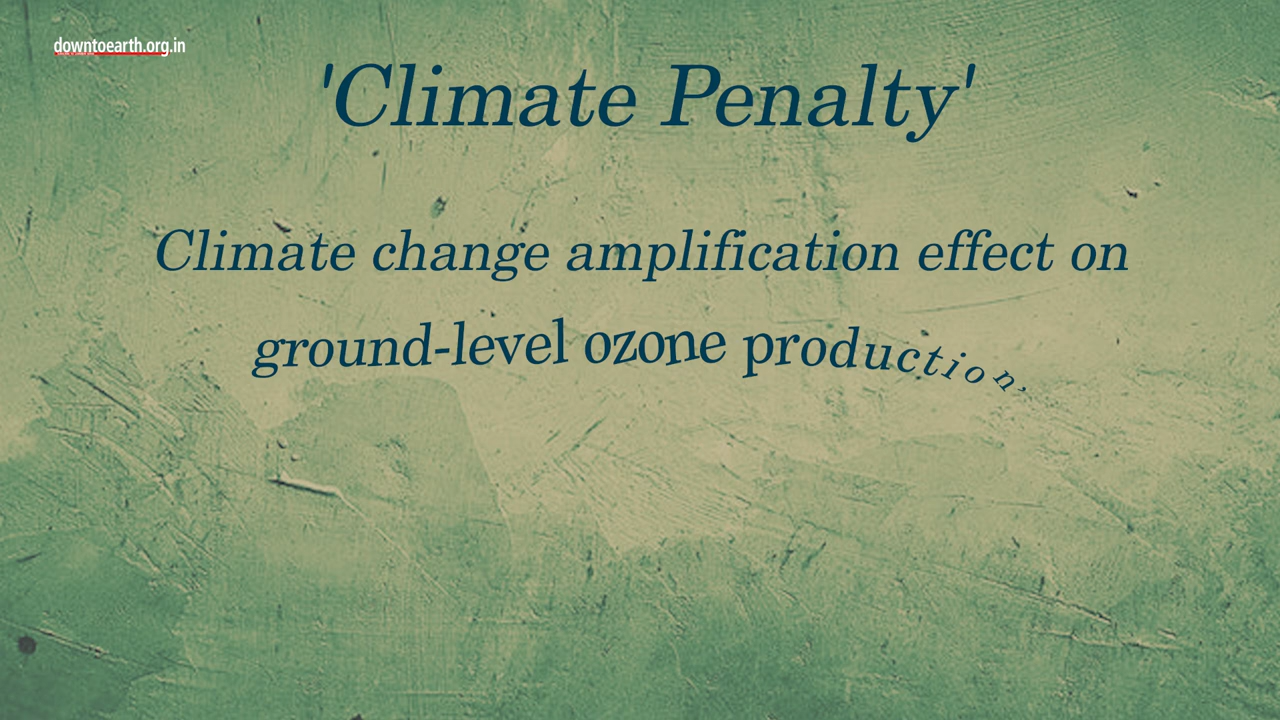 downtoearth.org.in
'Climate Penalty'
Climate change amplification effect on
ground-level ozone production,